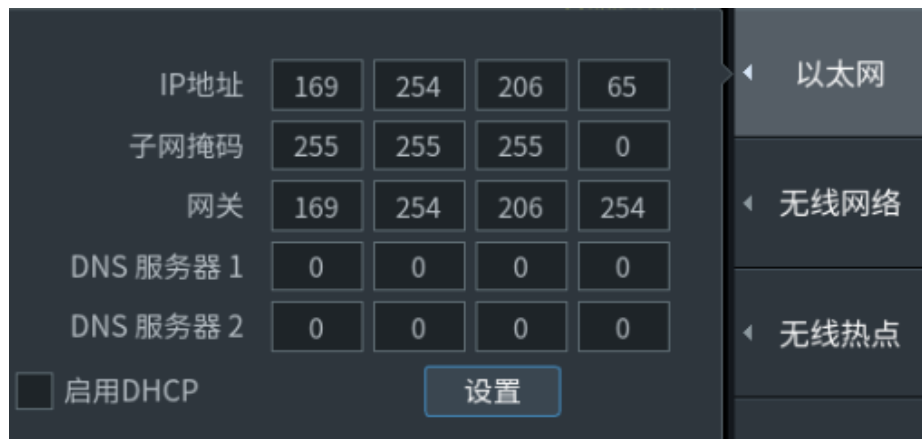 IP地址 169 254 206 65
子网掩码 255 255 255 0
网关 169 254 206 254
DNS 服务器 1 0 0 0 0
DNS 服务器 2 0 0 0 0
启用DHCP 设置
以太网
无线网络
无线热点